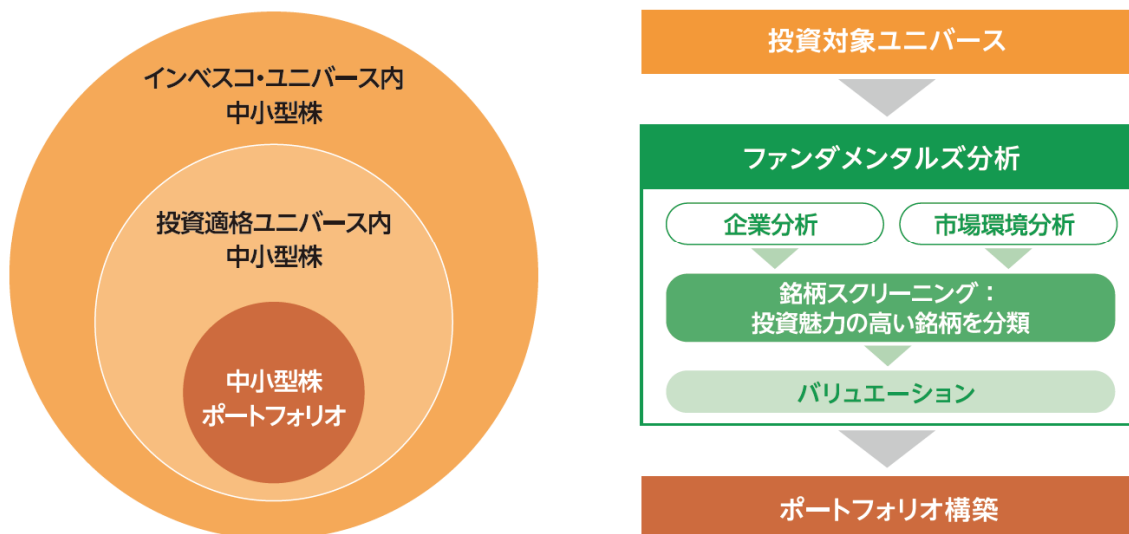 インベスコ・ユニバース内
中小型株
投資適格ユニバース内
中小型株
中小型株
ポートフォリオ
投資対象ユニバース
ファンダメンタルズ分析
企業分析
市場環境分析
銘柄スクリーニング：
投資魅力の高い銘柄を分類
バリュエーション
ポートフォリオ構築